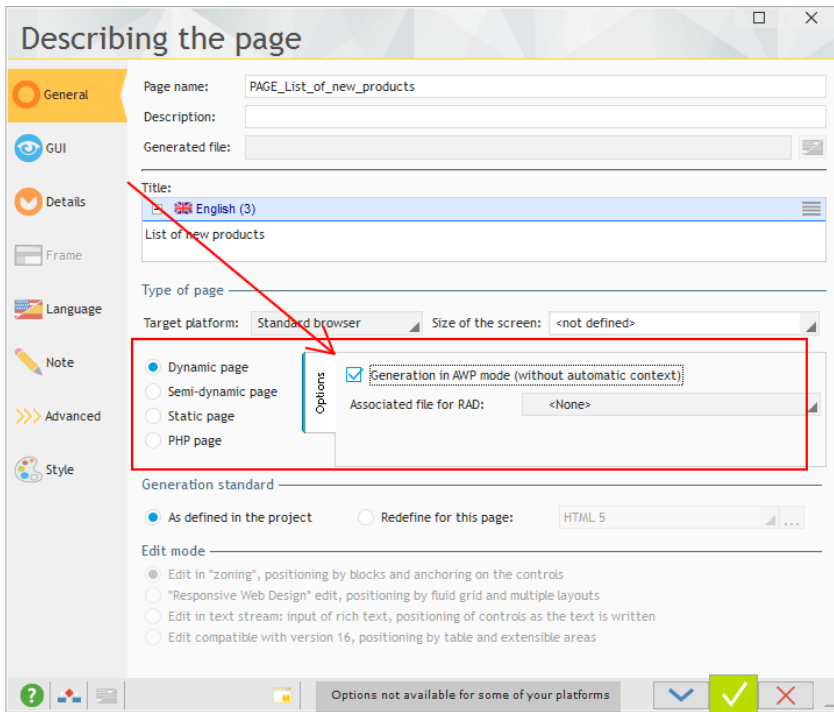 Describing the page
General
GUI
Details
Frame
Language
Note
Advanced
Style
Page name: PAGE_List_of_new_products
Description:
Generated file:
Title:
English (3)
List of new products
Type of page
Target platform: Standard browser Size of the screen: <not defined>
Dynamic page
Semi-dynamic page
Static page
PHP page
Options
Generation in AWP mode (without automatic context)
Associated file for RAD: <None>
Generation standard
As defined in the project Redefine for this page: HTML 5 ...
Edit mode
Edit in "zoning", positioning by blocks and anchoring on the controls
"Responsive Web Design" edit, positioning by fluid grid and multiple layouts
Edit in text stream: input of rich text, positioning of controls as the text is written
Edit compatible with version 16, positioning by table and extensible areas
? M Options not available for some of your platforms